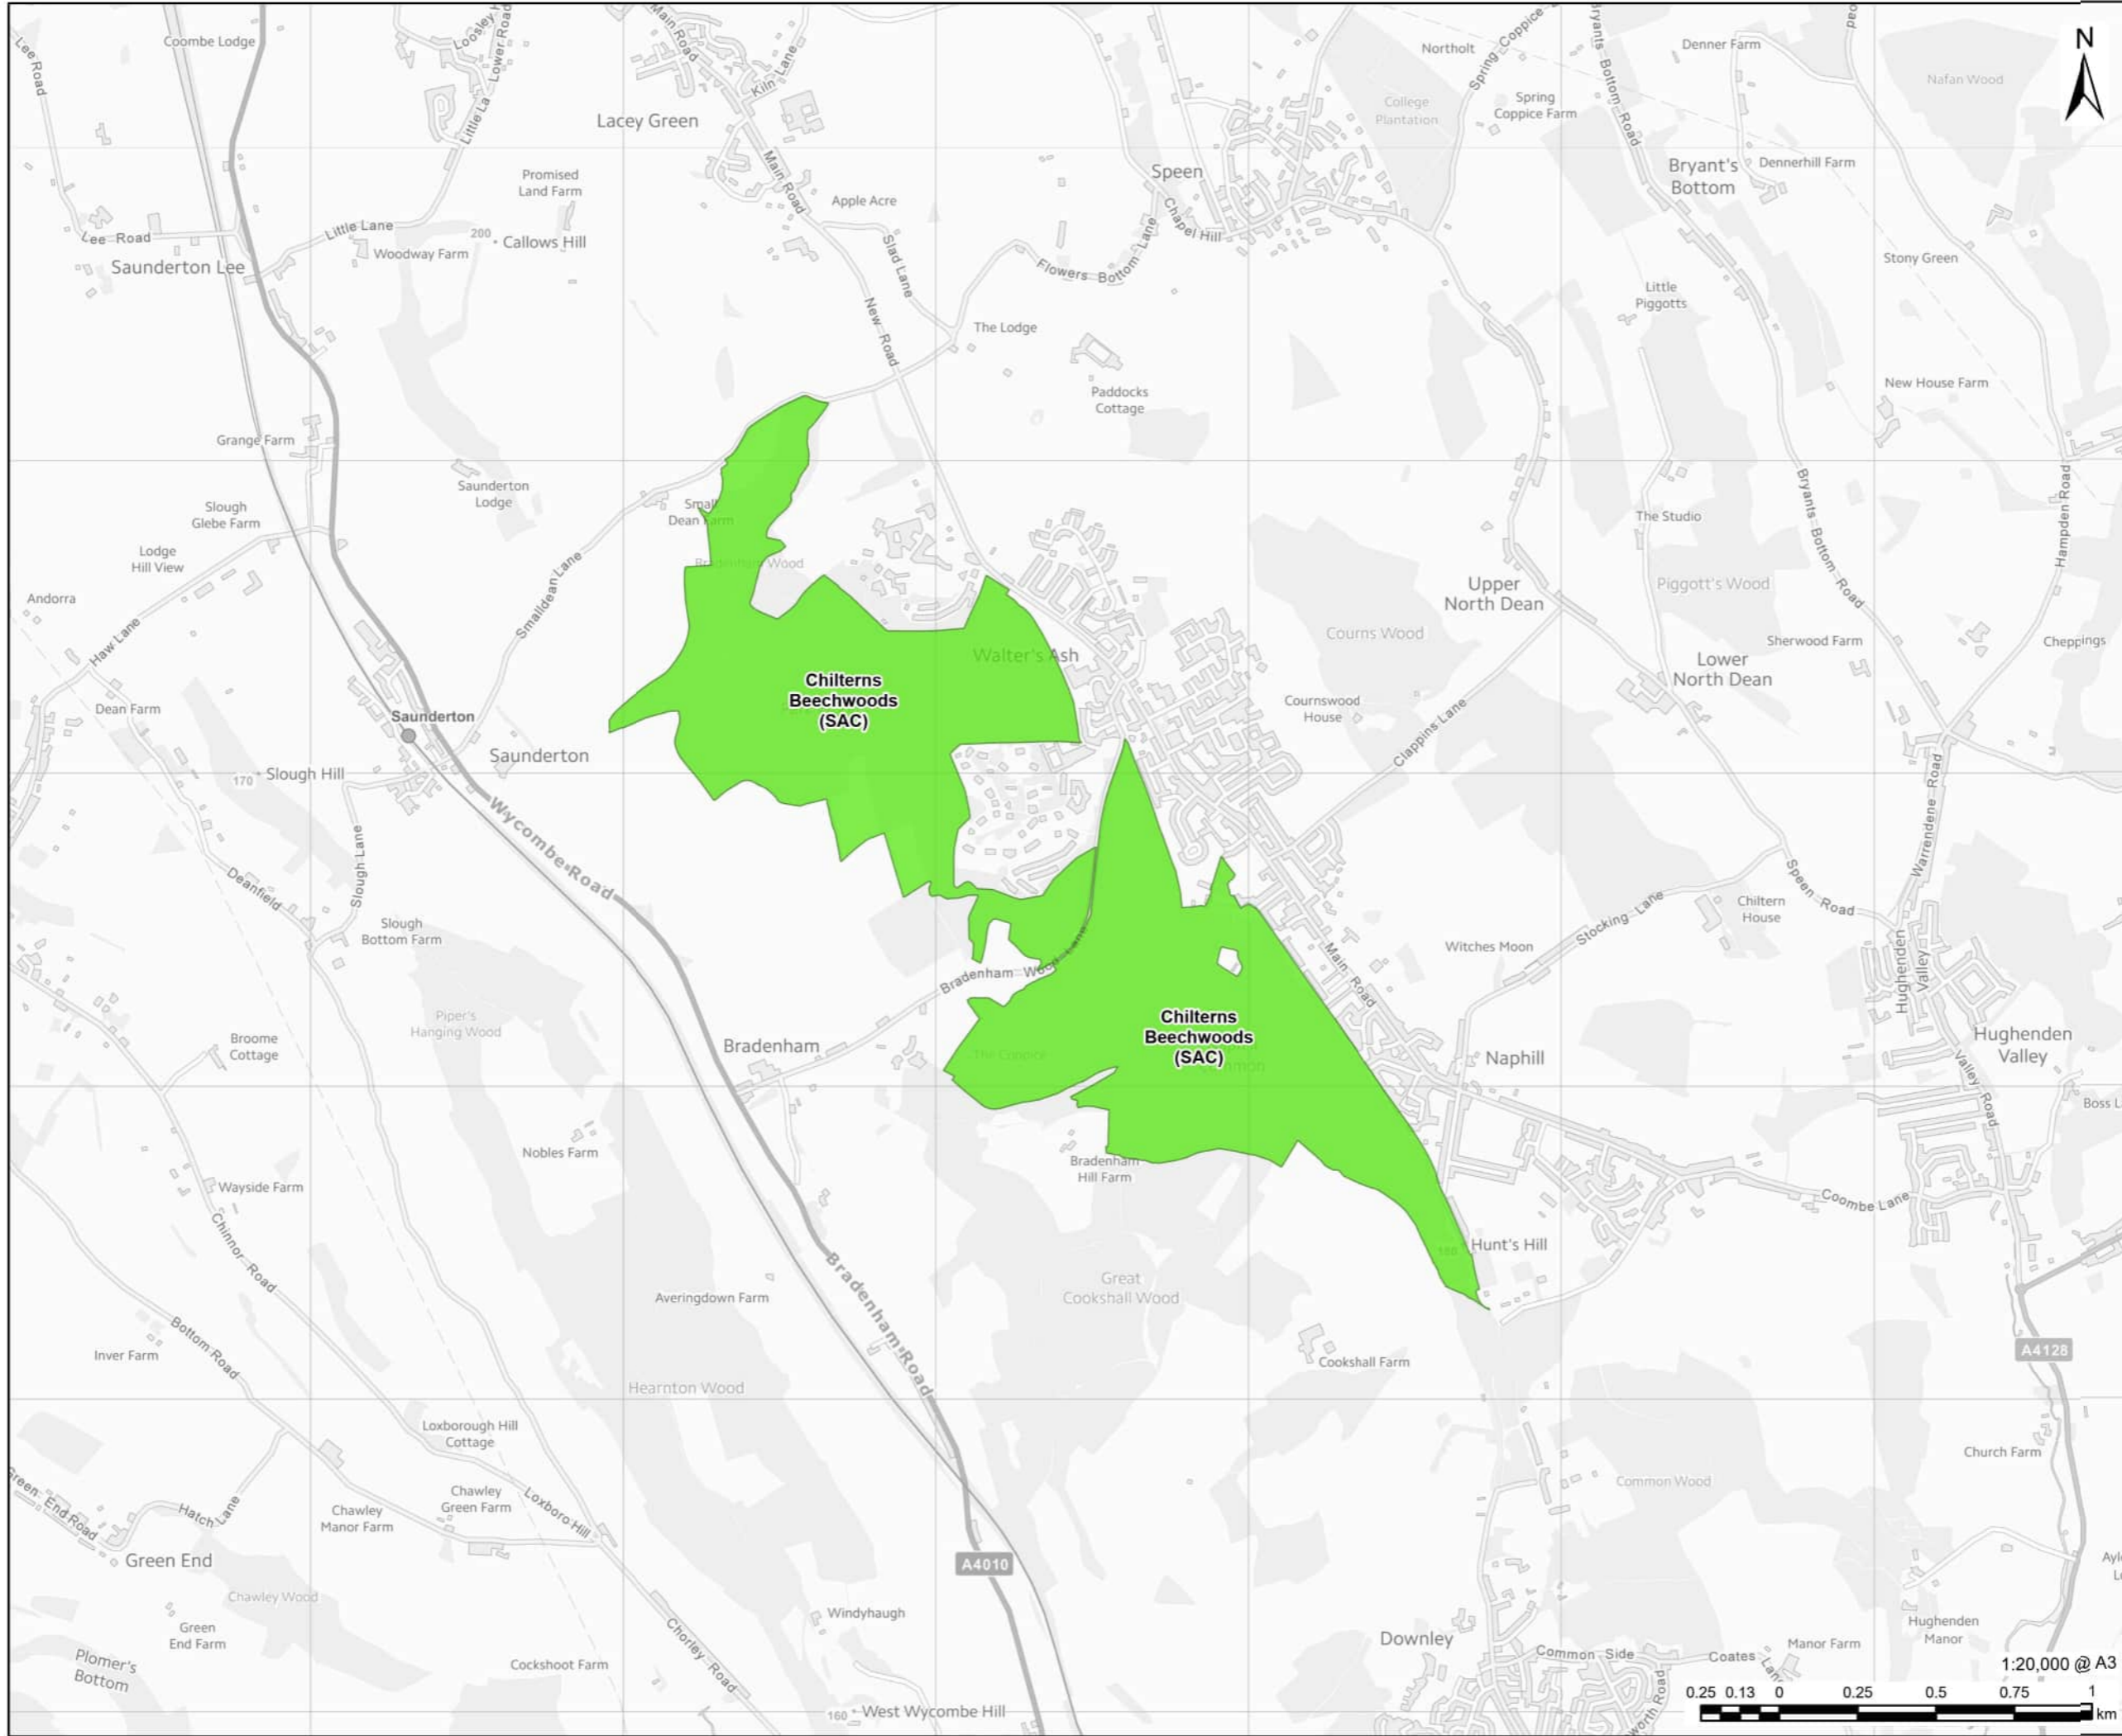 Coombe Lodge
Lee Road
Lower Road
Little La
Main Road
Kiln Lane
Lacey Green
Northolt
Spring Coppice
Bryants Bottom Road
Denner Farm
Nafan Wood
N
College
Plantation
Spring
Coppice Farm
Promised
Land Farm
Main Road
Speen
Bryant's
Bottom
Dennerhill Farm
Apple Acre
Lee Road
Little Lane
200
Callows Hill
Woodway Farm
Saunderton Lee
Slad Lane
Chapel Hill
Flowers Bottom Lane
Stony Green
Little
Piggotts
New Road
The Lodge
Paddocks
Cottage
New House Farm
Grange Farm
Saunderton
Lodge
Slough
Glebe Farm
Small
Dean Farm
Bradenham Wood
The Studio
Bryants Bottom Road
Hampden Road
Lodge
Hill View
Andorra
Haw Lane
Smalldean Lane
Upper
North Dean
Piggott's Wood
Courns Wood
Sherwood Farm
Cheppings
Walter's Ash
Lower
North Dean
Chilterns
Beechwoods
(SAC)
Dean Farm
Saunderton
Saunderton
Cournswood
House
Clappins Lane
170
Slough Hill
Wycombe Road
Warrendene Road
Slough Lane
Deanfield
Slough
Bottom Farm
Speen Road
Chiltern
House
Stocking Lane
Witches Moon
Main Road
Hughenden
Valley
Bradenham Wood Lane
Piper's
Hanging Wood
Broome
Cottage
Bradenham
The Coppice
Chilterns
Beechwoods
(SAC)
Naphill
Hughenden
Valley
Valley Road
Boss L
Nobles Farm
Bradenham
Hill Farm
Wayside Farm
Coombe Lane
Chinnor Road
Hunt's Hill
Great
Cookshall Wood
Averingdown Farm
Bradenham Road
Bottom Road
Inver Farm
A4128
Cookshall Farm
Hearnton Wood
Loxborough Hill
Cottage
Church Farm
Common Wood
Green End Road
Hatch Lane
Chawley
Green Farm
Chawley
Manor Farm
Loxboro Hill
Green End
A4010
Chawley Wood
Windyhaugh
Green
End Farm
Hughenden
Manor
Downley
Manor Farm
Chorley Road
Common Side
Coates Lane
Plomer's
Bottom
Cockshoot Farm
160
West Wycombe Hill
1:20,000 @ A3
0.25 0.13 0 0.25 0.5 0.75 1
km